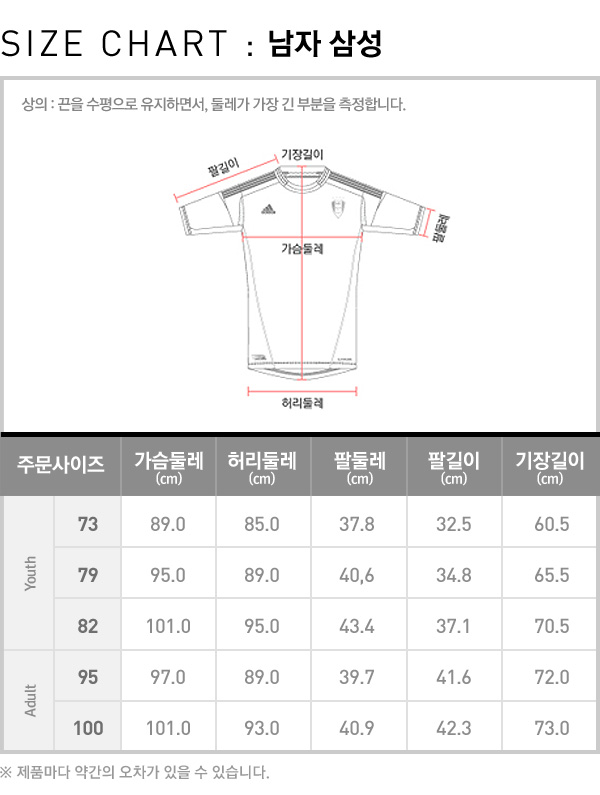 SIZE CHART : 남자 삼성
상의 : 끈을 수평으로 유지하면서, 둘레가 가장 긴 부분을 측정합니다.
팔길이
기장길이
팔둘레
adidas
가슴둘레
허리둘레
주문사이즈 가슴둘레 허리둘레 팔둘레 팔길이 기장길이
(cm) (cm) (cm) (cm) (cm)
Youth
73 89.0 85.0 37.8 32.5 60.5
79 95.0 89.0 40,6 34.8 65.5
82 101.0 95.0 43.4 37.1 70.5
Adult
95 97.0 89.0 39.7 41.6 72.0
100 101.0 93.0 40.9 42.3 73.0
※ 제품마다 약간의 오차가 있을 수 있습니다.